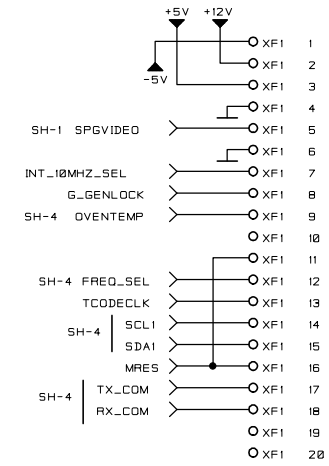 +5V +12V
XF1 1
XF1 2
-5V XF1 3
XF1 4
SH-1 SPGVIDEO XF1 5
XF1 6
INT_10MHZ_SEL XF1 7
G_GENLOCK XF1 8
SH-4 OVENTEMP XF1 9
XF1 10
XF1 11
SH-4 FREQ_SEL XF1 12
TCODECLK XF1 13
SH-4 SCL1 XF1 14
SDA1 XF1 15
MRES XF1 16
SH-4 TX_COM XF1 17
RX_COM XF1 18
XF1 19
XF1 20